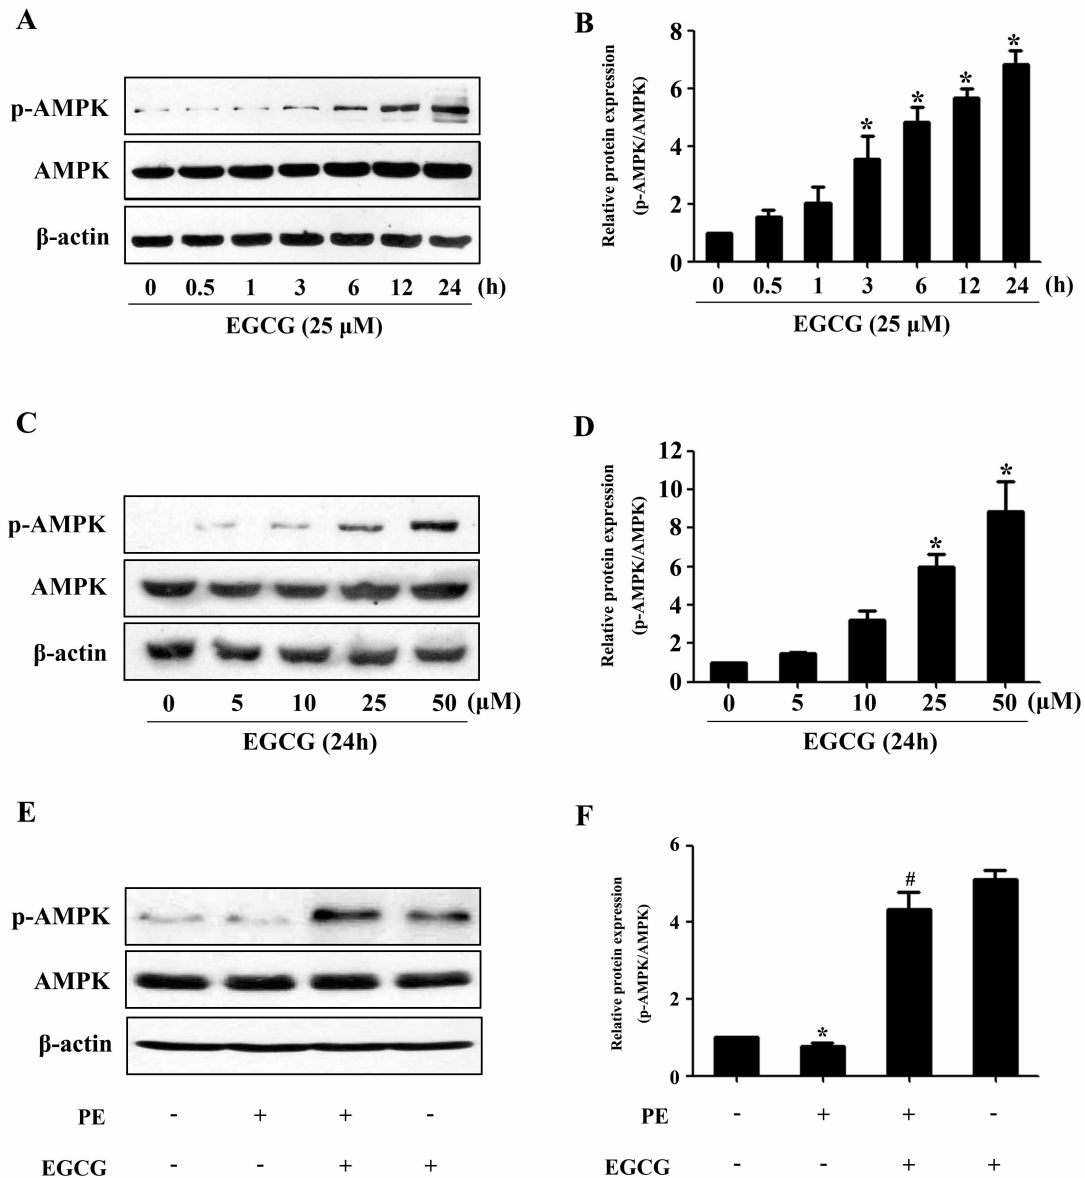 A
p-AMPK
AMPK
β-actin
0 0.5 1 3 6 12 24 (h)
EGCG (25 μM)
B
Relative protein expression
(p-AMPK/AMPK)
8
6
4
2
0
* * * *
0 0.5 1 3 6 12 24 (h)
EGCG (25 μM)
C
p-AMPK
AMPK
β-actin
0 5 10 25 50 (μM)
EGCG (24h)
D
Relative protein expression
(p-AMPK/AMPK)
12
10
8
6
4
2
0
* *
0 5 10 25 50 (μM)
EGCG (24h)
E
p-AMPK
AMPK
β-actin
PE - + + -
EGCG - - + +
F
Relative protein expression
(p-AMPK/AMPK)
6
4
2
0
* #
PE - + + -
EGCG - - + +